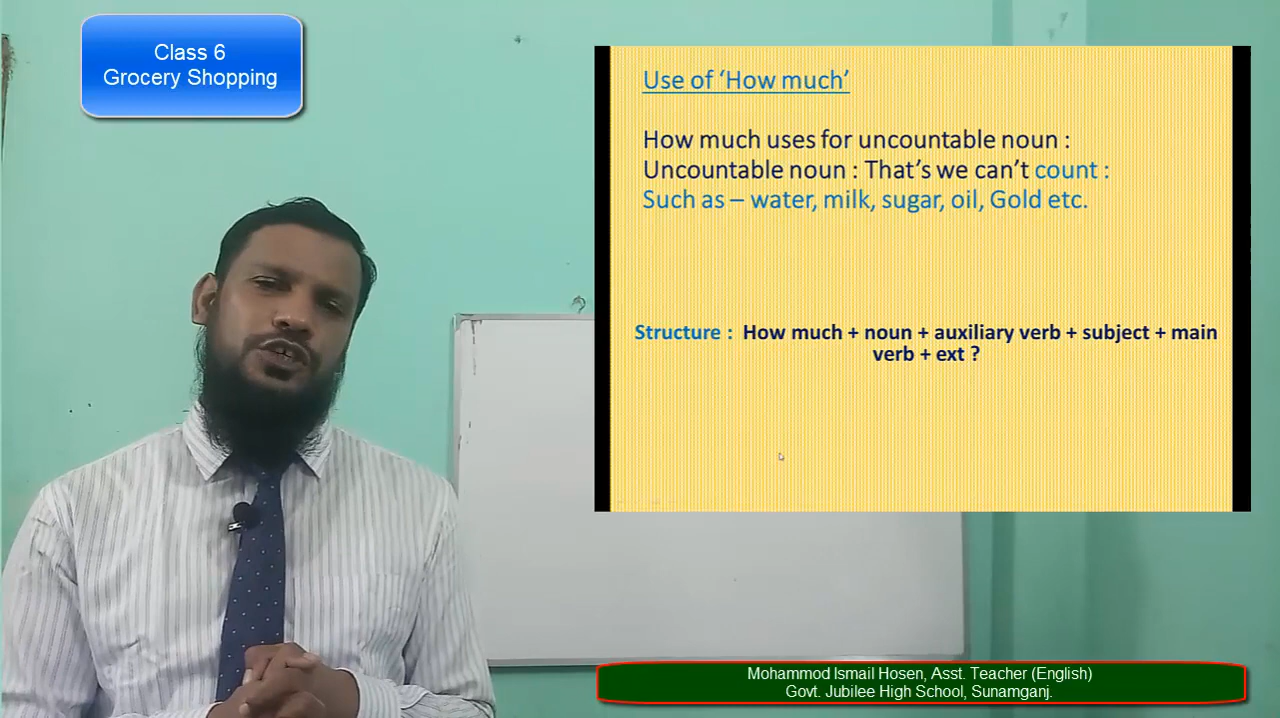 Class 6
Grocery Shopping
Use of ‘How much’
How much uses for uncountable noun :
Uncountable noun : That’s we can’t count :
Such as – water, milk, sugar, oil, Gold etc.
Structure : How much + noun + auxiliary verb + subject + main
verb + ext ?
Mohammod Ismail Hosen, Asst. Teacher (English)
Govt. Jubilee High School, Sunamganj.